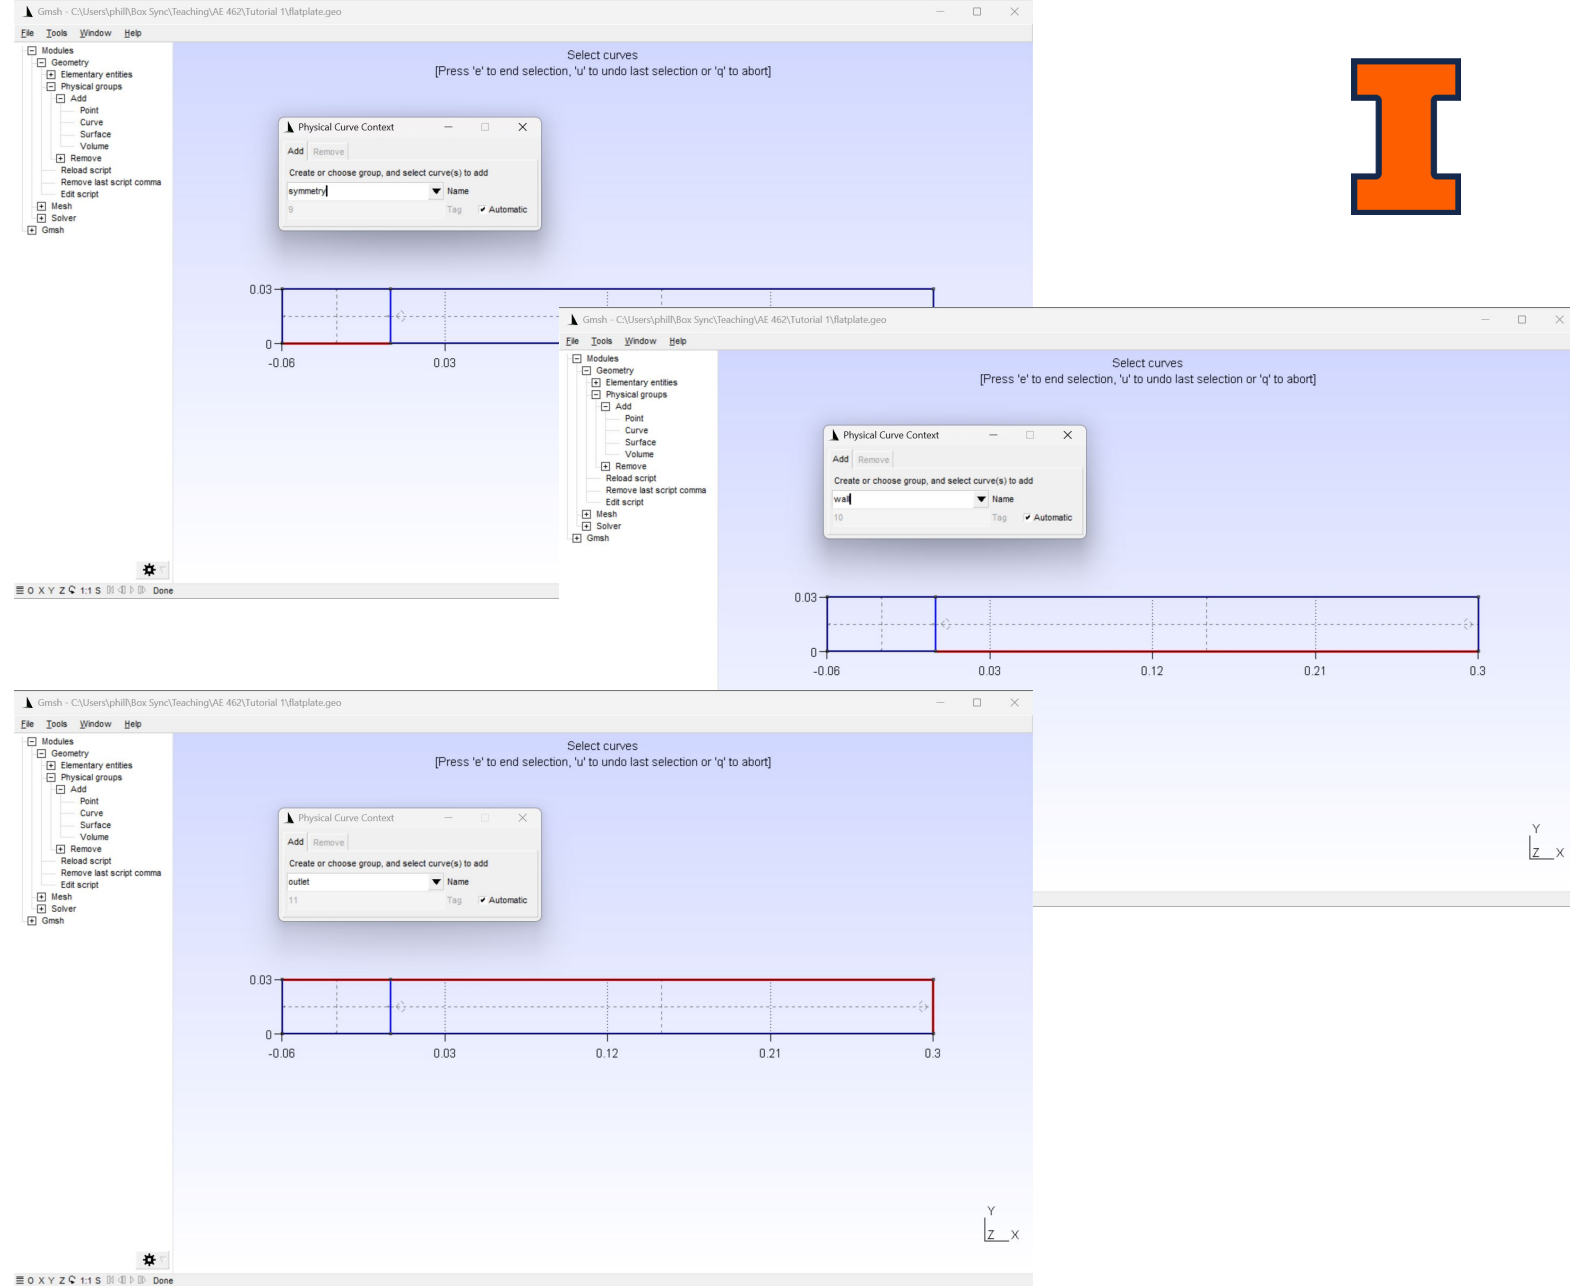 Gmsh - C:\Users\phill\Box Sync\Teaching\AE 462\Tutorial 1\flatplate.geo
File Tools Window Help
Modules
Geometry
Elementary entities
Physical groups
Add
Point
Curve
Surface
Volume
Remove
Reload script
Remove last script comma
Edit script
Mesh
Solver
Gmsh
Select curves
[Press 'e' to end selection, 'u' to undo last selection or 'q' to abort]
Physical Curve Context
Add Remove
Create or choose group, and select curve(s) to add
symmetry Name
9 Tag Automatic
0.03
0
-0.06 0.03
O X Y Z 1:1 S Done
Gmsh - C:\Users\phill\Box Sync\Teaching\AE 462\Tutorial 1\flatplate.geo
File Tools Window Help
Modules
Geometry
Elementary entities
Physical groups
Add
Point
Curve
Surface
Volume
Remove
Reload script
Remove last script comma
Edit script
Mesh
Solver
Gmsh
Select curves
[Press 'e' to end selection, 'u' to undo last selection or 'q' to abort]
Physical Curve Context
Add Remove
Create or choose group, and select curve(s) to add
wall Name
10 Tag Automatic
0.03
0
-0.06 0.03 0.12 0.21 0.3
Y
Z X
Gmsh - C:\Users\phill\Box Sync\Teaching\AE 462\Tutorial 1\flatplate.geo
File Tools Window Help
Modules
Geometry
Elementary entities
Physical groups
Add
Point
Curve
Surface
Volume
Remove
Reload script
Remove last script comma
Edit script
Mesh
Solver
Gmsh
Select curves
[Press 'e' to end selection, 'u' to undo last selection or 'q' to abort]
Physical Curve Context
Add Remove
Create or choose group, and select curve(s) to add
outlet Name
11 Tag Automatic
0.03
0
-0.06 0.03 0.12 0.21 0.3
Y
Z X
O X Y Z 1:1 S Done